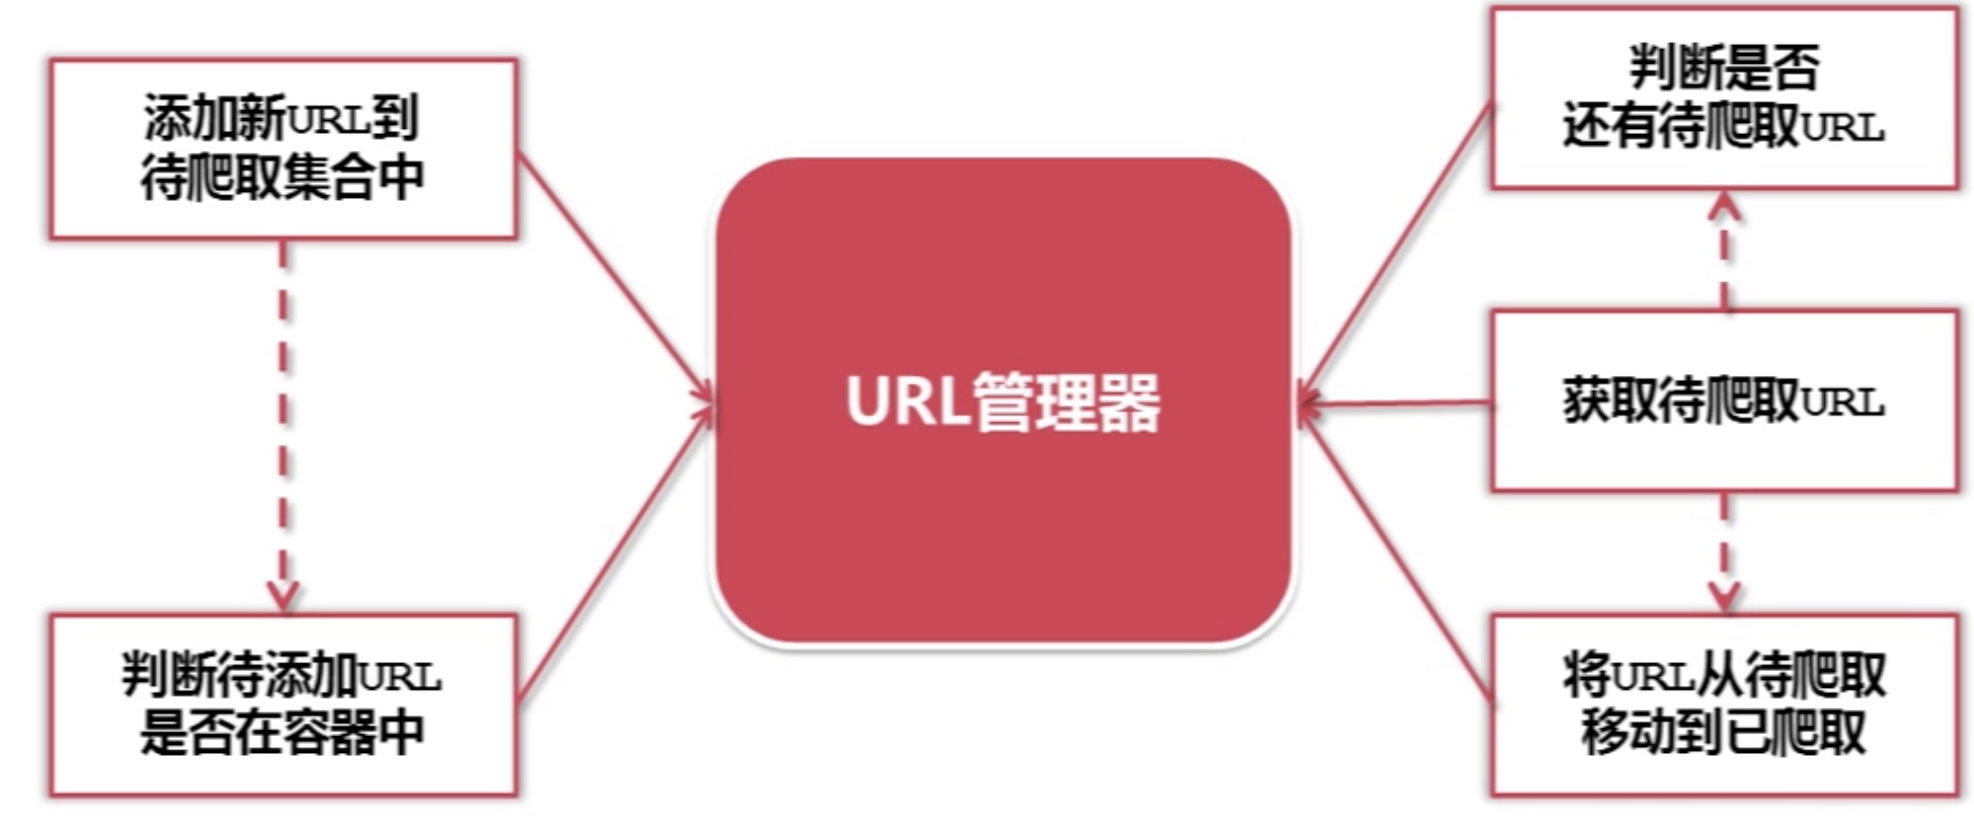 添加新URL到
待爬取集合中
判断待添加URL
是否在容器中
URL管理器
判断是否
还有待爬取URL
获取待爬取URL
将URL从待爬取
移动到已爬取